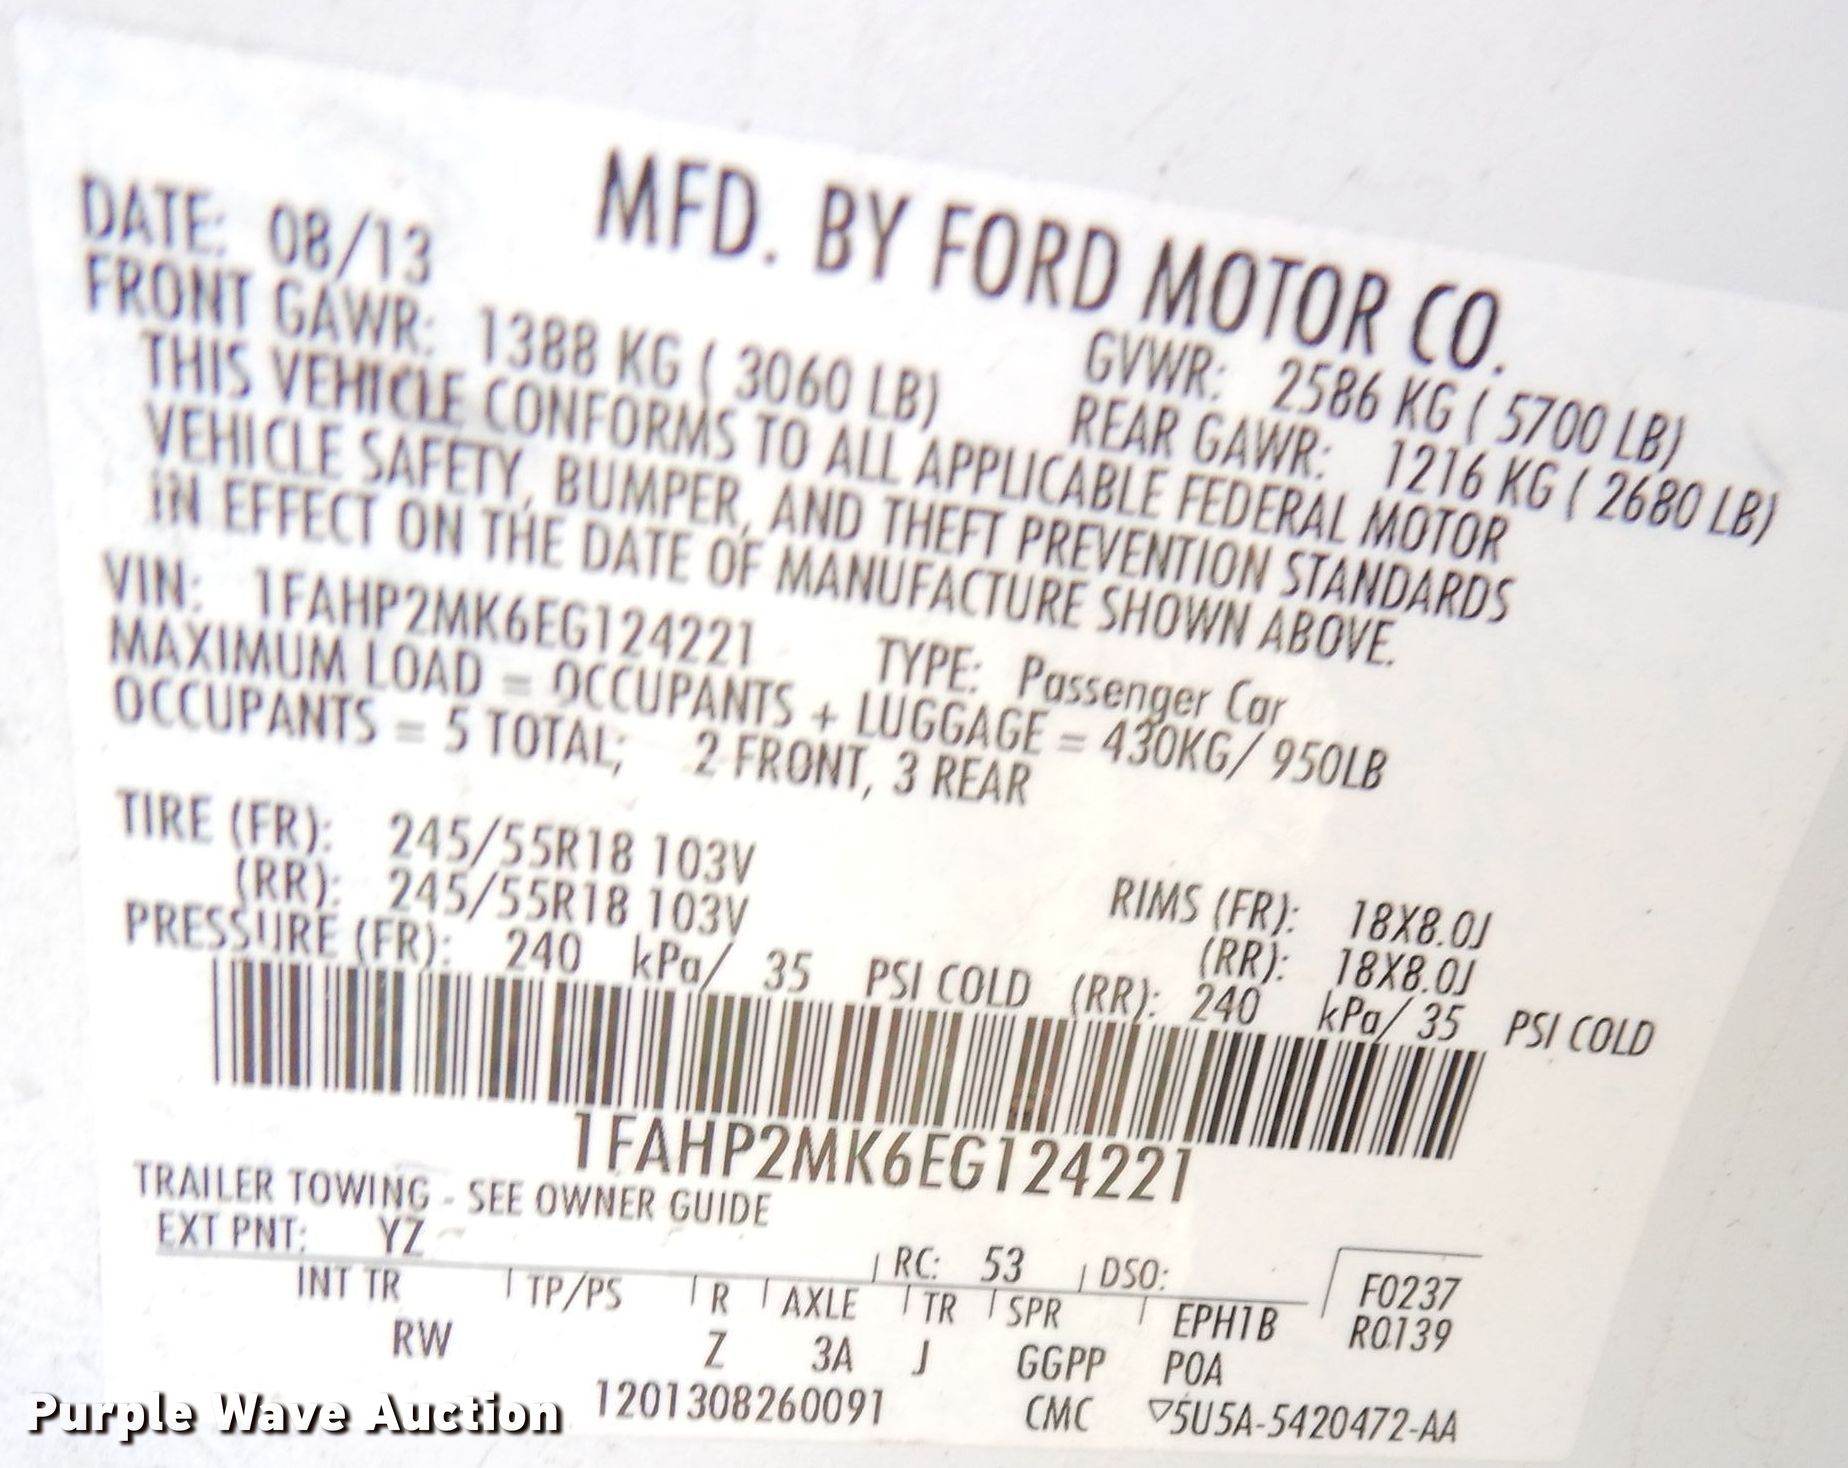 MFD. BY FORD MOTOR CO.
DATE: 08/13 GVWR: 2586 KG ( 5700 LB)
FRONT GAWR: 1388 KG ( 3060 LB) REAR GAWR: 1216 KG ( 2680 LB)
THIS VEHICLE CONFORMS TO ALL APPLICABLE FEDERAL MOTOR
VEHICLE SAFETY, BUMPER, AND THEFT PREVENTION STANDARDS
IN EFFECT ON THE DATE OF MANUFACTURE SHOWN ABOVE.
VIN: 1FAHP2MK6EG124221 TYPE: Passenger Car
MAXIMUM LOAD = OCCUPANTS + LUGGAGE = 430KG/ 950LB
OCCUPANTS = 5 TOTAL; 2 FRONT, 3 REAR
TIRE (FR): 245/55R18 103V RIMS (FR): 18X8.0J
(RR): 245/55R18 103V (RR): 18X8.0J
PRESSURE (FR): 240 kPa/ 35 PSI COLD (RR): 240 kPa/ 35 PSI COLD
1FAHP2MK6EG124221
TRAILER TOWING - SEE OWNER GUIDE
EXT PNT: YZ RC: 53 DSO: F0237
INT TR TP/PS R AXLE TR SPR EPH1B R0139
RW Z 3A J GGPP POA
1201308260091 CMC ▽5U5A-5420472-AA
Purple Wave Auction